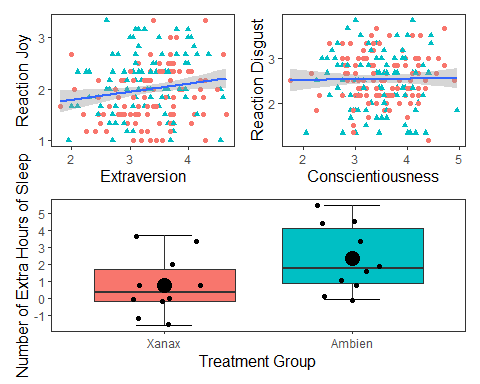 Reaction Joy
3
2
1
2
3
4
Extraversion
Reaction Disgust
3
2
2
3
4
5
Conscientiousness
Number of Extra Hours of Sleep
5
4
3
2
1
0
-1
Xanax
Ambien
Treatment Group